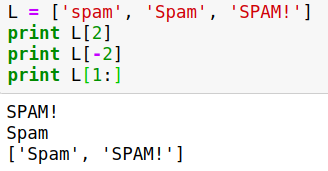 L = ['spam', 'Spam', 'SPAM!']
print L[2]
print L[-2]
print L[1:]
SPAM!
Spam
['Spam', 'SPAM!']